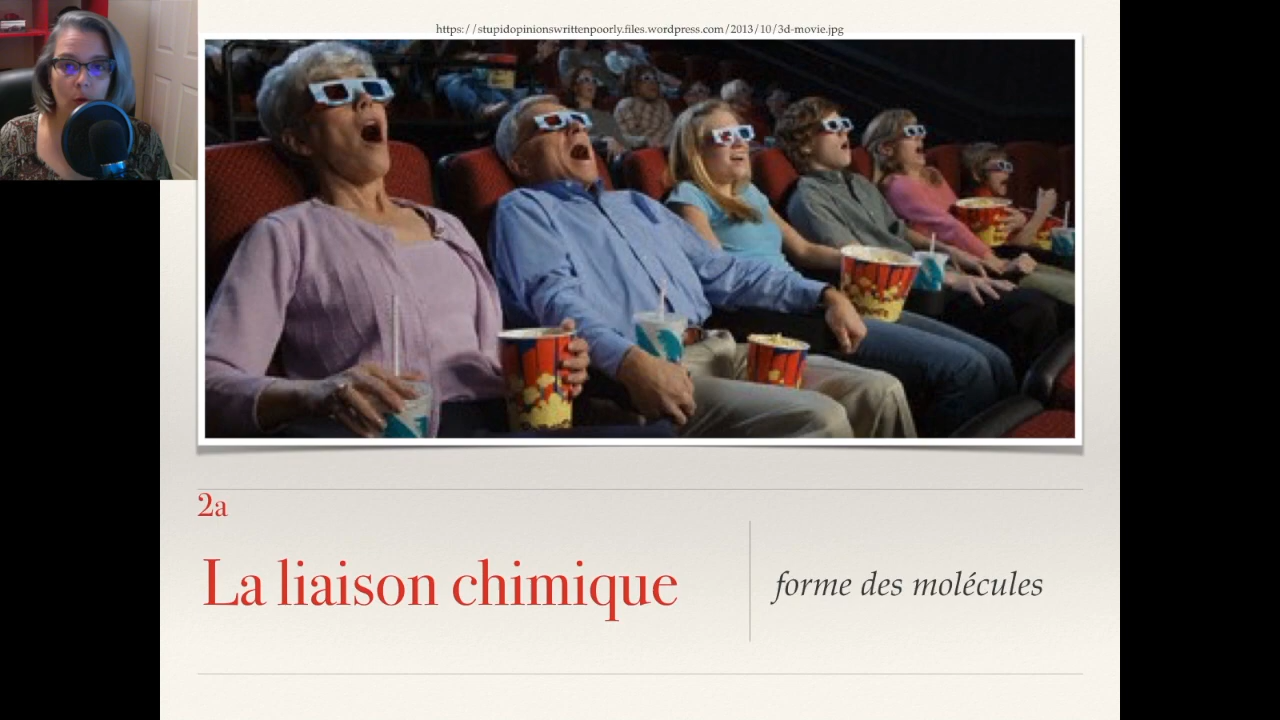 https://stupidopinionswrittenpoorly.files.wordpress.com/2013/10/3d-movie.jpg
2a
La liaison chimique
forme des molécules